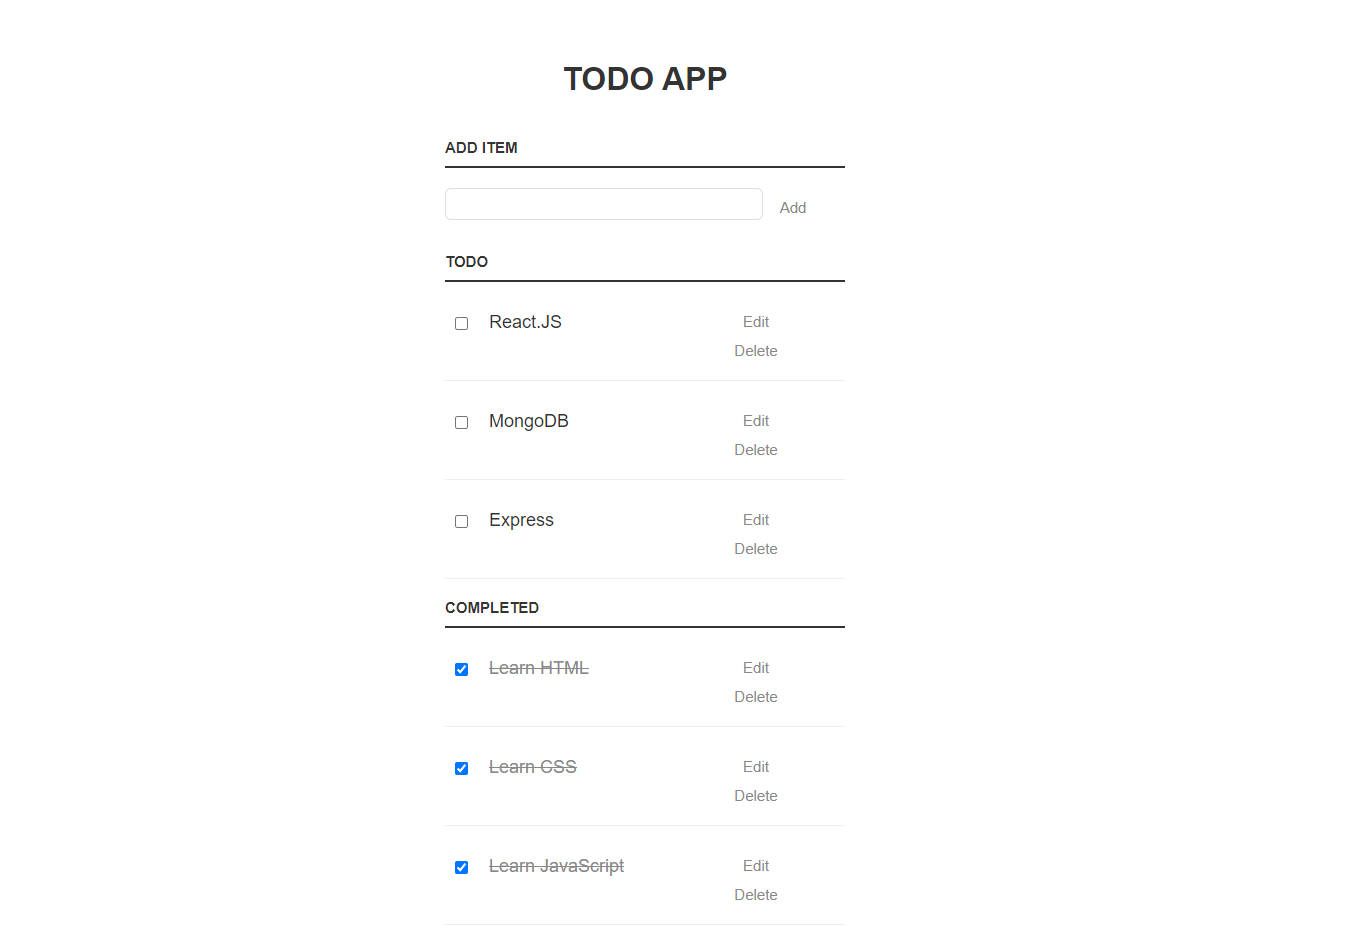 TODO APP
ADD ITEM
Add
TODO
React.JS Edit
Delete
MongoDB Edit
Delete
Express Edit
Delete
COMPLETED
Learn HTML Edit
Delete
Learn CSS Edit
Delete
Learn JavaScript Edit
Delete